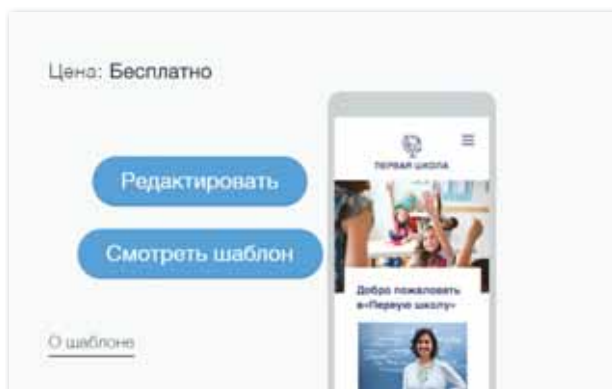 Цена: Бесплатно
Редактировать
Смотреть шаблон
О шаблоне
ПЕРВАЯ ШКОЛА
Добро пожаловать
в«Первую школу»